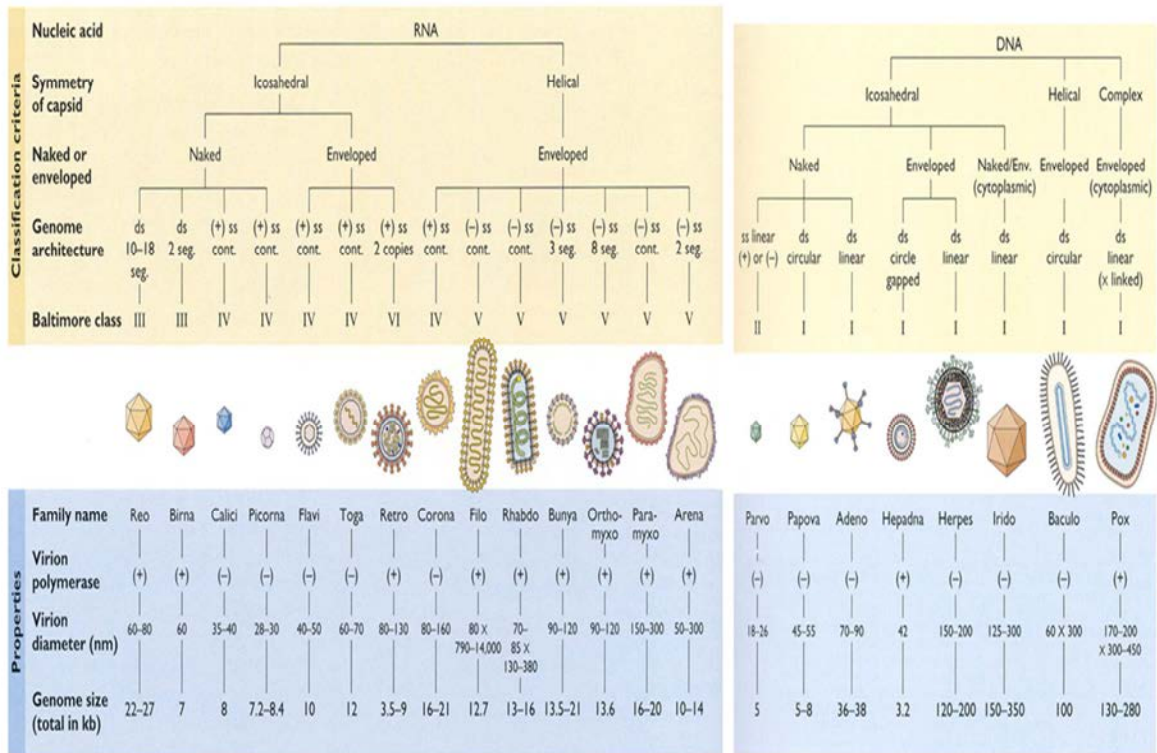 Classification criteria
Nucleic acid RNA DNA
Symmetry Icosahedral Helical Icosahedral Helical Complex
of capsid
Naked or Naked Enveloped Enveloped Naked Enveloped Naked/Env. Enveloped Enveloped
enveloped (cytoplasmic) (cytoplasmic)
Genome ds ds (+) ss (+) ss (+) ss (+) ss (+) ss (+) ss (–) ss (–) ss (–) ss (–) ss (–) ss (–) ss ss linear ds ds ds ds ds ds ds
architecture 10–18 2 seg. cont. cont. cont. cont. 2 copies cont. cont. cont. 3 seg. 8 seg. cont. 2 seg. (+) or (–) circular linear circle linear linear circular linear
seg. gapped (x linked)
Baltimore class III III IV IV IV IV VI IV V V V V V V II I I I I I I I
Properties
Family name Reo Birna Calici Picorna Flavi Toga Retro Corona Filo Rhabdo Bunya Ortho- Para- Arena Parvo Papova Adeno Hepadna Herpes Irido Baculo Pox
myxo myxo
Virion
polymerase (+) (+) (–) (–) (–) (–) (+) (–) (+) (+) (+) (+) (+) (+) (–) (–) (–) (+) (–) (–) (–) (+)
Virion 60–80 60 35–40 28–30 40–50 60–70 80–130 80–160 80 X 70– 90–120 90–120 150–300 50–300 18–26 45–55 70–90 42 150–200 125–300 60 X 300 170–200
diameter (nm) 790–14,000 85 X X 300–450
130–380
Genome size 22–27 7 8 7.2–8.4 10 12 3.5–9 16–21 12.7 13–16 13.5–21 13.6 16–20 10–14 5 5–8 36–38 3.2 120–200 150–350 100 130–280
(total in kb)